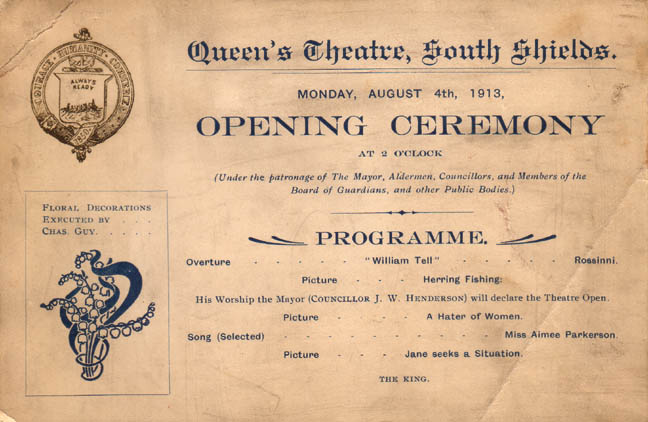 Queen's Theatre, South Shields.
MONDAY, AUGUST 4th, 1913,
OPENING CEREMONY
AT 2 O'CLOCK
(Under the patronage of The Mayor, Aldermen, Councillors, and Members of the
Board of Guardians, and other Public Bodies.)
COURAGE. HUMANITY. COMMERCE.
ALWAYS
READY
FLORAL DECORATIONS
EXECUTED BY . . .
CHAS. GUY. . . . .
PROGRAMME.
Overture - - - - - "William Tell" - - - - - Rossinni.
Picture - - Herring Fishing:
His Worship the Mayor (COUNCILLOR J. W. HENDERSON) will declare the Theatre Open.
Picture - - - A Hater of Women.
Song (Selected) - - - - - - - Miss Aimee Parkerson.
Picture - - - Jane seeks a Situation.
THE KING.